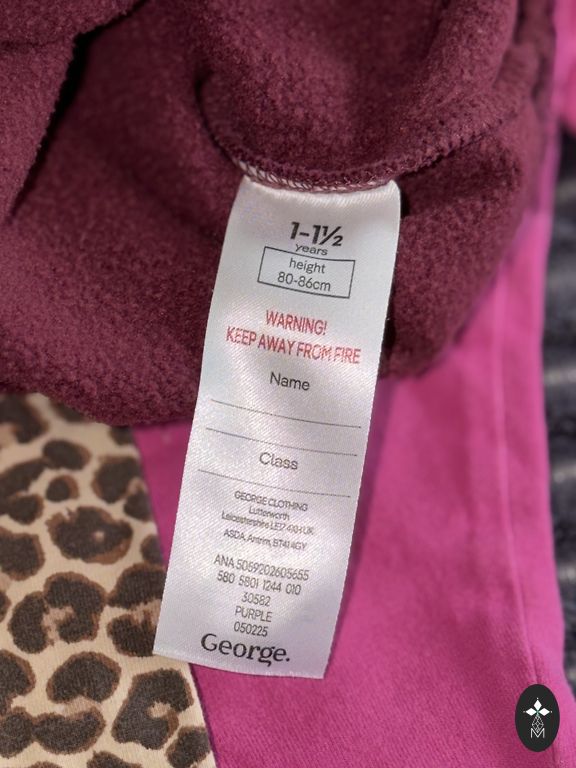 1-1½
years
height
80-86cm
WARNING!
KEEP AWAY FROM FIRE
Name
Class
GEORGE CLOTHING
Lutterworth
Leicestershire LE17 4XH UK
ASDA, Antrim, BT41 4GY
ANA 5059202605655
580 5801 1244 010
30582
PURPLE
050225
George.
M